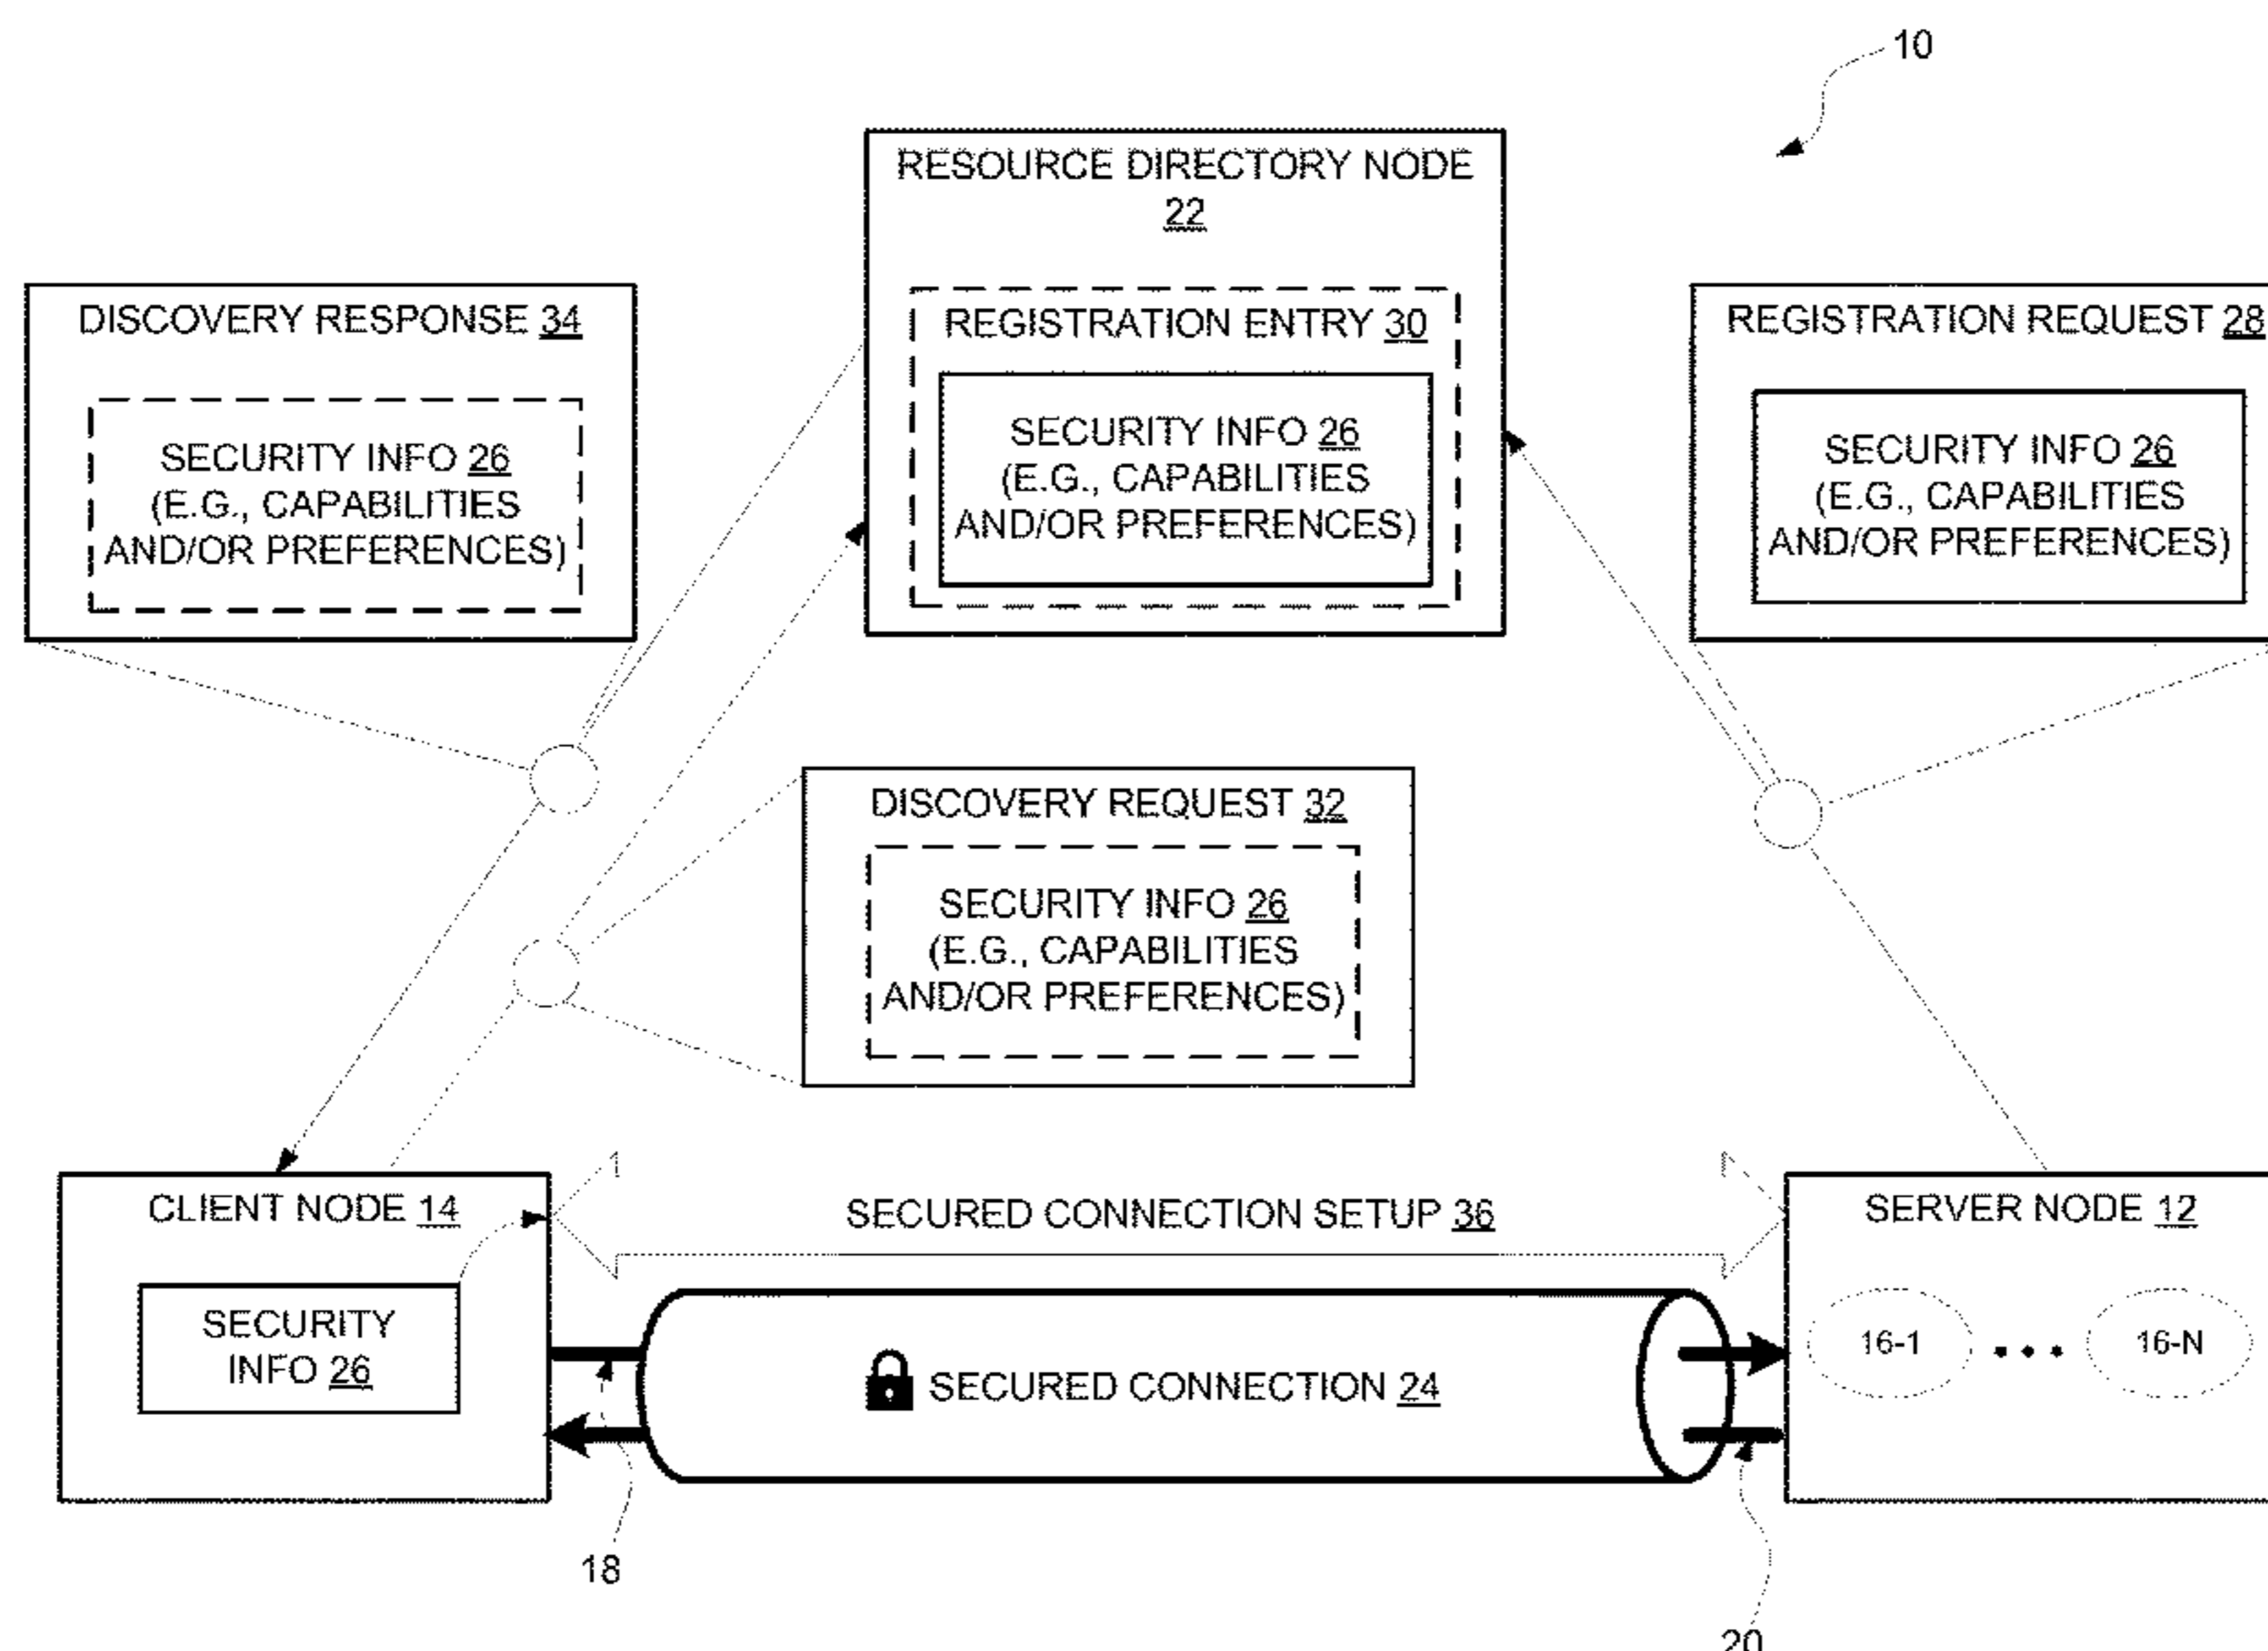 10
RESOURCE DIRECTORY NODE
22
REGISTRATION ENTRY 30
SECURITY INFO 26
(E.G., CAPABILITIES
AND/OR PREFERENCES)
DISCOVERY RESPONSE 34
SECURITY INFO 26
(E.G., CAPABILITIES
AND/OR PREFERENCES)
REGISTRATION REQUEST 28
SECURITY INFO 26
(E.G., CAPABILITIES
AND/OR PREFERENCES)
DISCOVERY REQUEST 32
SECURITY INFO 26
(E.G., CAPABILITIES
AND/OR PREFERENCES)
CLIENT NODE 14
SECURITY
INFO 26
SECURED CONNECTION SETUP 36
SECURED CONNECTION 24
SERVER NODE 12
16-1 ... 16-N
18
20